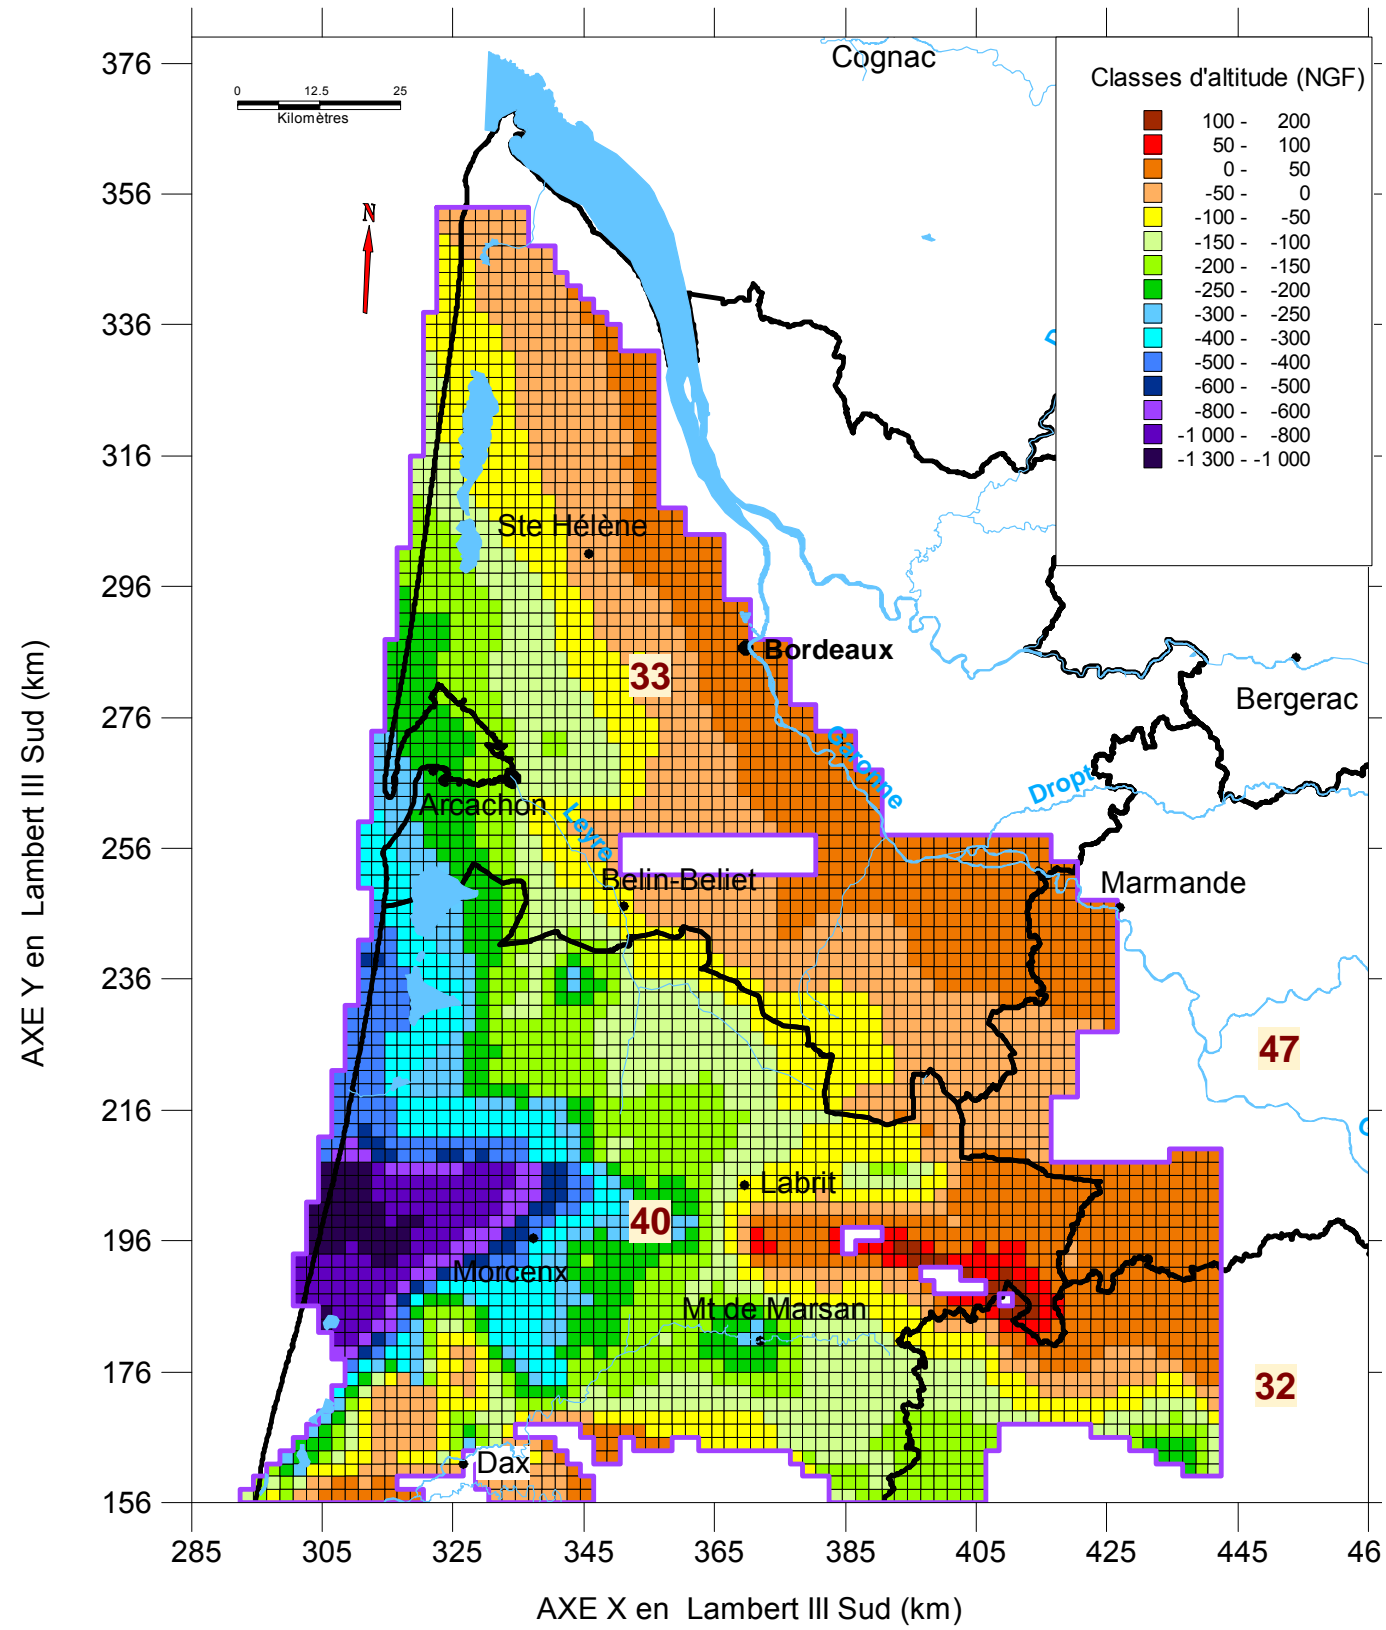 376
356
336
316
296
276
256
236
216
196
176
156
AXE Y en Lambert III Sud (km)
285
305
325
345
365
385
405
425
445
46
AXE X en Lambert III Sud (km)
0 12.5 25
Kilomètres
N
Cognac
Classes d'altitude (NGF)
100 - 200
50 - 100
0 - 50
-50 - 0
-100 - -50
-150 - -100
-200 - -150
-250 - -200
-300 - -250
-400 - -300
-500 - -400
-600 - -500
-800 - -600
-1 000 - -800
-1 300 - -1 000
Ste Hélène
33
Bordeaux
Bergerac
Garonne
Dropt
Arcachon
Leyre
Belin-Beliet
Marmande
47
Labrit
40
Morcenx
Mt de Marsan
32
Dax